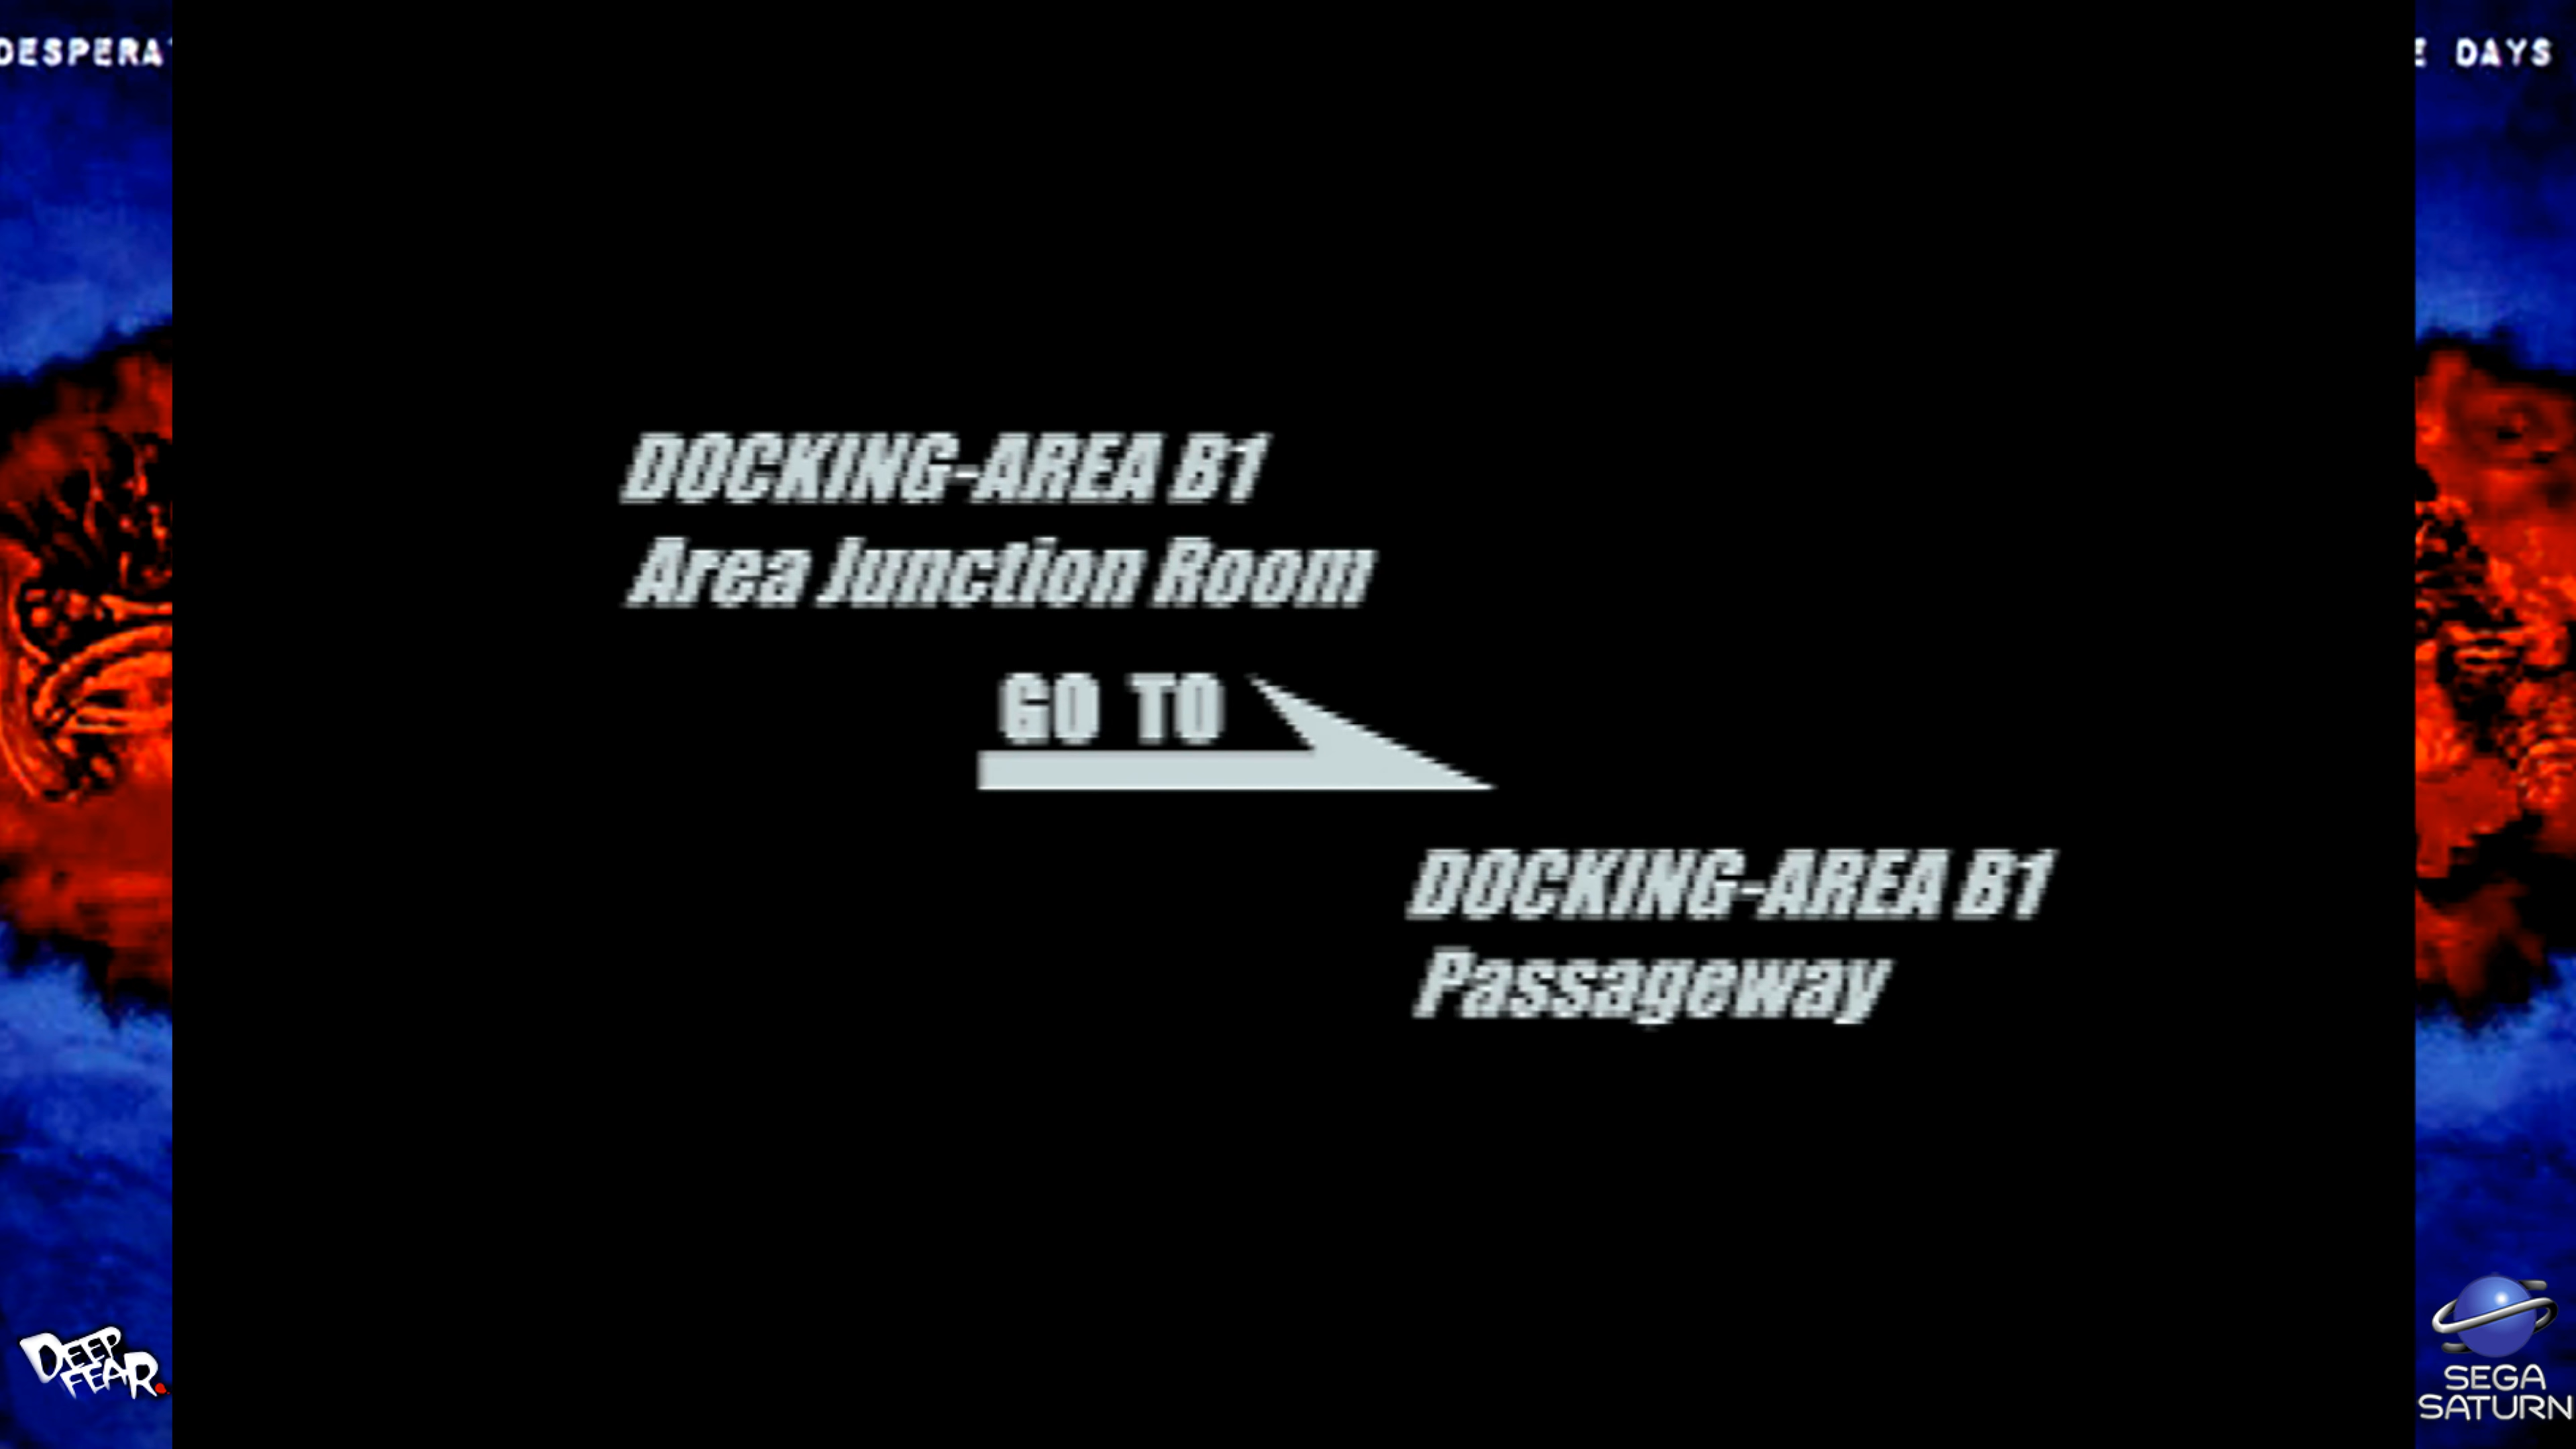 DESPERA
E DAYS
DOCKING-AREA B1
Area Junction Room
GO TO
DOCKING-AREA B1
Passageway
DEEP
FEAR.
SEGA
SATURN